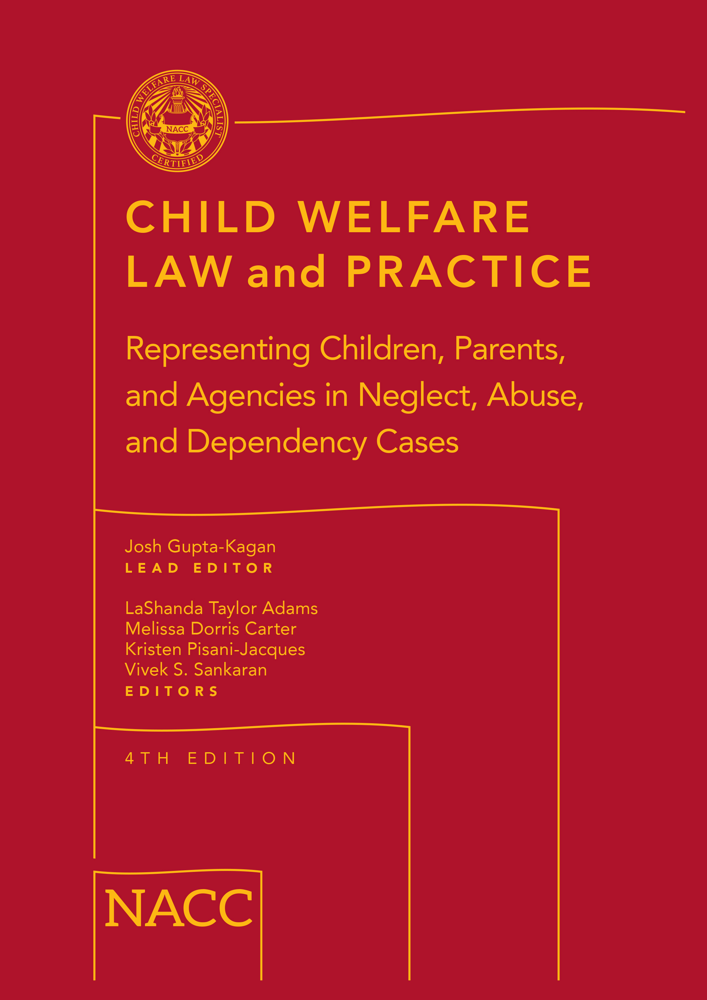 CHILD WELFARE LAW SPECIALIST
NACC
CERTIFIED
CHILD WELFARE
LAW and PRACTICE
Representing Children, Parents,
and Agencies in Neglect, Abuse,
and Dependency Cases
Josh Gupta-Kagan
LEAD EDITOR
LaShanda Taylor Adams
Melissa Dorris Carter
Kristen Pisani-Jacques
Vivek S. Sankaran
EDITORS
4TH EDITION
NACC